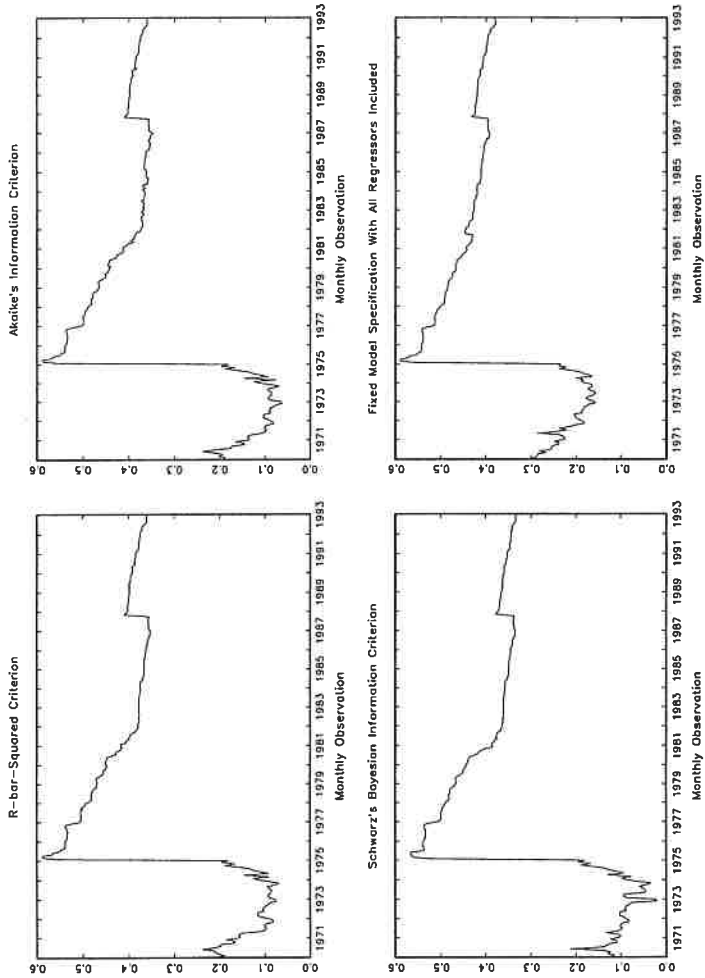 R-bar-Squared Criterion
0.6
0.5
0.4
0.3
0.2
0.1
0.0
1971 1973 1975 1977 1979 1981 1983 1985 1987 1989 1991 1993
Monthly Observation
Akaike's Information Criterion
0.6
0.5
0.4
0.3
0.2
0.1
0.0
1971 1973 1975 1977 1979 1981 1983 1985 1987 1989 1991 1993
Monthly Observation
Schwarz's Bayesian Information Criterion
0.6
0.5
0.4
0.3
0.2
0.1
0.0
1971 1973 1975 1977 1979 1981 1983 1985 1987 1989 1991 1993
Monthly Observation
Fixed Model Specification With All Regressors Included
0.6
0.5
0.4
0.3
0.2
0.1
0.0
1971 1973 1975 1977 1979 1981 1983 1985 1987 1989 1991 1993
Monthly Observation